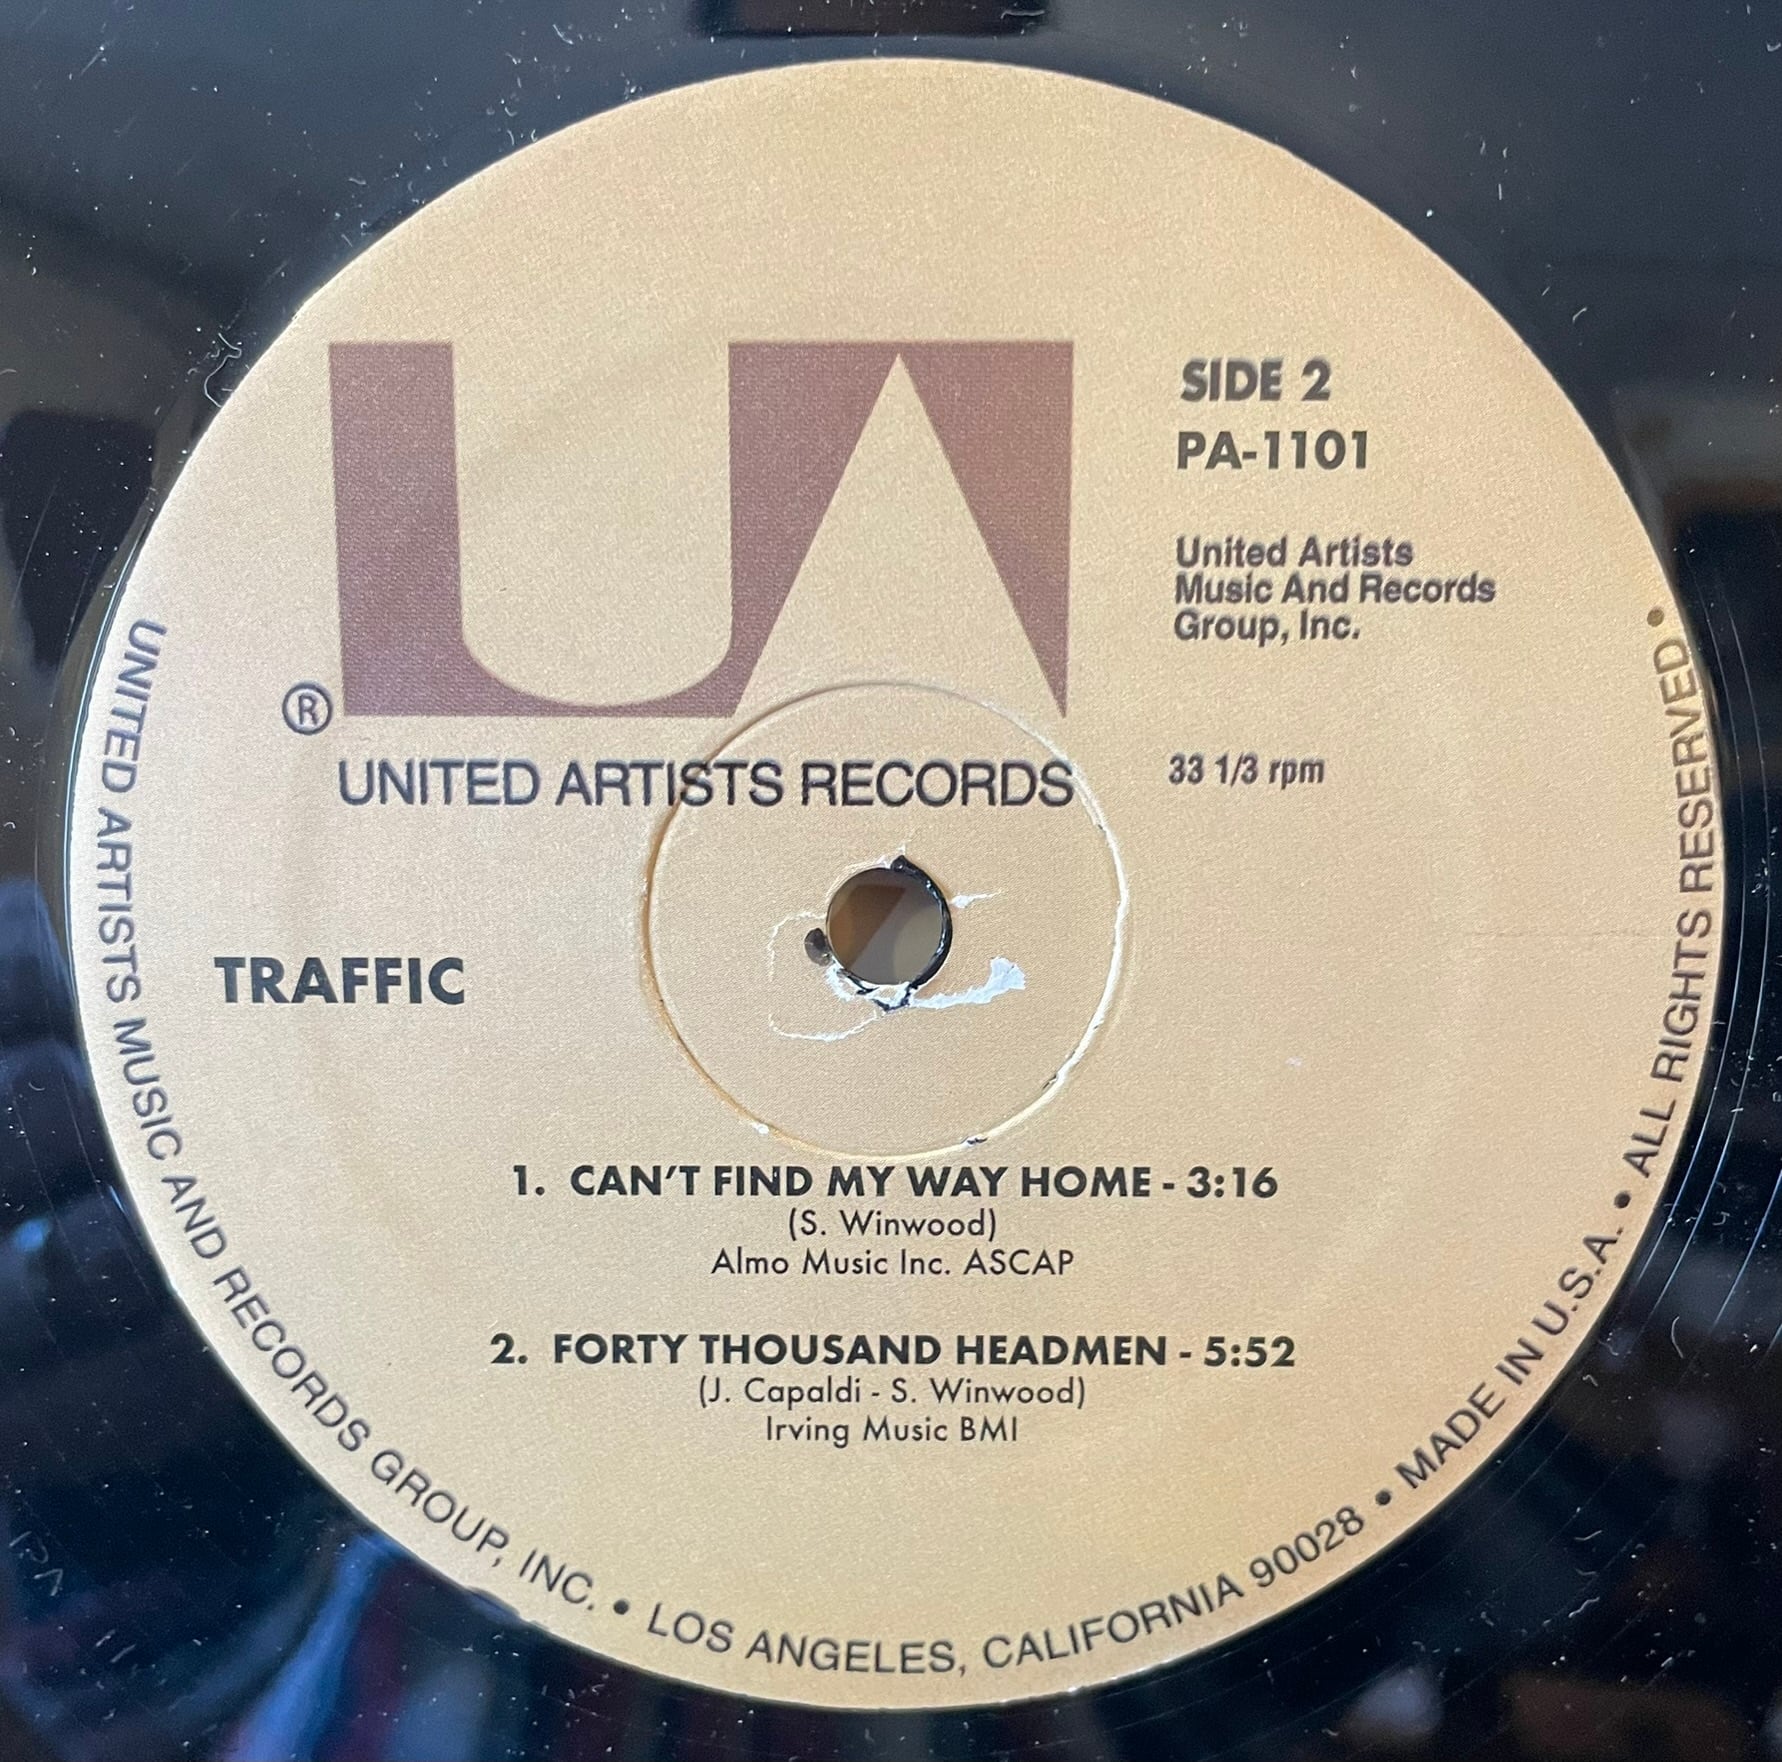 UA
SIDE 2
PA-1101
United Artists
Music And Records
Group, Inc.
®
UNITED ARTISTS RECORDS
33 1/3 rpm
TRAFFIC
1. CAN'T FIND MY WAY HOME - 3:16
(S. Winwood)
Almo Music Inc. ASCAP
2. FORTY THOUSAND HEADMEN - 5:52
(J. Capaldi - S. Winwood)
Irving Music BMI
UNITED ARTISTS MUSIC AND RECORDS GROUP, INC. • LOS ANGELES, CALIFORNIA 90028 • MADE IN U.S.A. • ALL RIGHTS RESERVED •